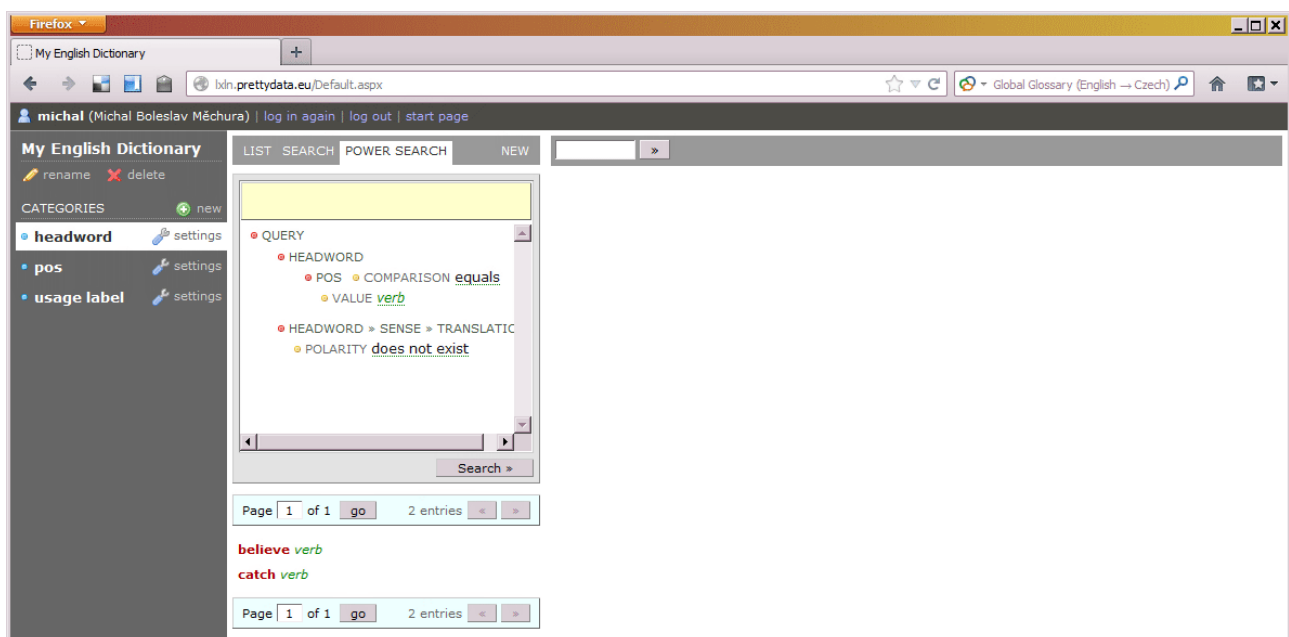 Firefox
My English Dictionary
lxln.prettydata.eu/Default.aspx
Global Glossary (English → Czech)
michal (Michal Boleslav Měchura) | log in again | log out | start page
My English Dictionary
rename delete
CATEGORIES new
headword settings
pos settings
usage label settings
LIST SEARCH POWER SEARCH NEW
»
QUERY
HEADWORD
POS COMPARISON equals
VALUE verb
HEADWORD » SENSE » TRANSLATIO
POLARITY does not exist
Search »
Page 1 of 1 go 2 entries « »
believe verb
catch verb
Page 1 of 1 go 2 entries « »